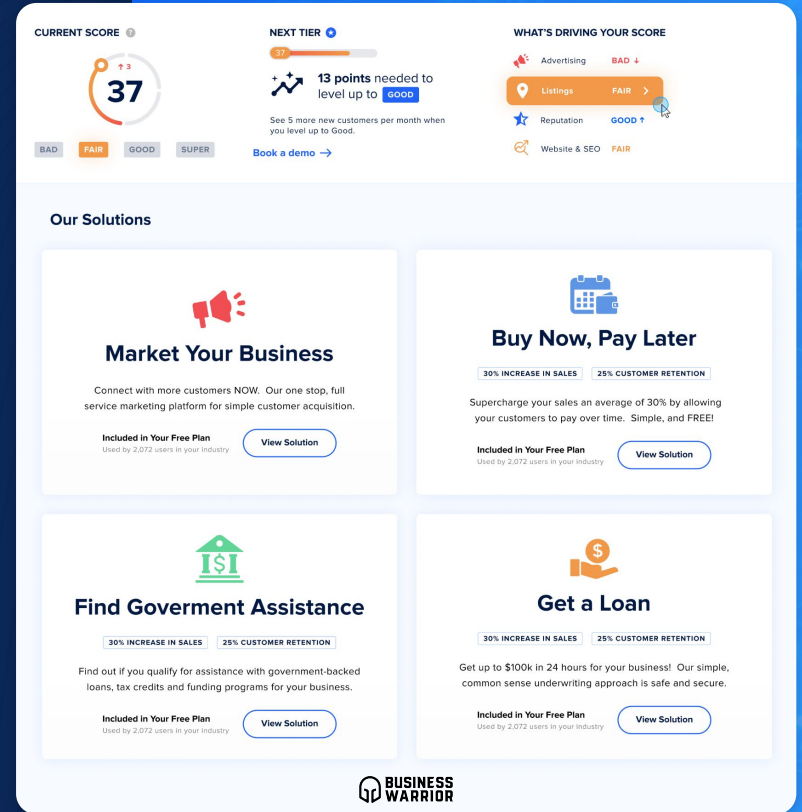 CURRENT SCORE ?
↑ 3
37
BAD FAIR GOOD SUPER
NEXT TIER
37
13 points needed to
level up to GOOD
See 5 more new customers per month when
you level up to Good.
Book a demo →
WHAT'S DRIVING YOUR SCORE
Advertising BAD ↓
Listings FAIR >
Reputation GOOD ↑
Website & SEO FAIR
Our Solutions
Market Your Business
Connect with more customers NOW. Our one stop, full
service marketing platform for simple customer acquisition.
Included in Your Free Plan
Used by 2,072 users in your industry
View Solution
Buy Now, Pay Later
30% INCREASE IN SALES 25% CUSTOMER RETENTION
Supercharge your sales an average of 30% by allowing
your customers to pay over time. Simple, and FREE!
Included in Your Free Plan
Used by 2,072 users in your industry
View Solution
$
Find Goverment Assistance
30% INCREASE IN SALES 25% CUSTOMER RETENTION
Find out if you qualify for assistance with government-backed
loans, tax credits and funding programs for your business.
Included in Your Free Plan
Used by 2,072 users in your industry
View Solution
$
Get a Loan
30% INCREASE IN SALES 25% CUSTOMER RETENTION
Get up to $100k in 24 hours for your business! Our simple,
common sense underwriting approach is safe and secure.
Included in Your Free Plan
Used by 2,072 users in your industry
View Solution
BUSINESS
WARRIOR